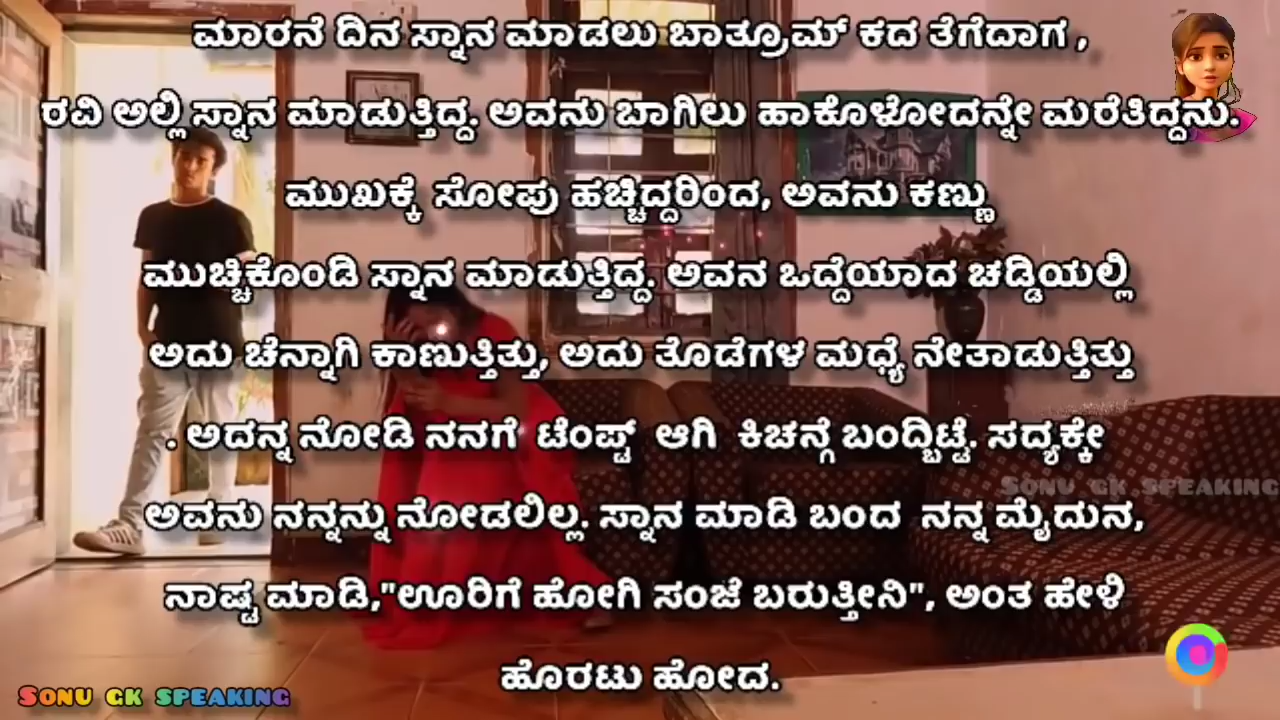 ಮಾರನೆ ದಿನ ಸ್ನಾನ ಮಾಡಲು ಬಾತ್ರೂಮ್ ಕದ ತೆಗೆದಾಗ ,
ರವಿ ಅಲ್ಲಿ ಸ್ನಾನ ಮಾಡುತ್ತಿದ್ದ. ಅವನು ಬಾಗಿಲು ಹಾಕೊಳೋದನ್ನೇ ಮರೆತಿದ್ದನು.
ಮುಖಕ್ಕೆ ಸೋಪು ಹಚ್ಚಿದ್ದರಿಂದ, ಅವನು ಕಣ್ಣು
ಮುಚ್ಚಿಕೊಂಡಿ ಸ್ನಾನ ಮಾಡುತ್ತಿದ್ದ. ಅವನ ಒದ್ದೆಯಾದ ಚಡ್ಡಿಯಲ್ಲಿ
ಅದು ಚೆನ್ನಾಗಿ ಕಾಣುತ್ತಿತ್ತು, ಅದು ತೊಡೆಗಳ ಮಧ್ಯೆ ನೇತಾಡುತ್ತಿತ್ತು
. ಅದನ್ನ ನೋಡಿ ನನಗೆ ಟೆಂಪ್ಟ್ ಆಗಿ ಕಿಚನ್ಗೆ ಬಂದ್ಬಿಟ್ಟೆ. ಸದ್ಯಕ್ಕೇ
SONU GK SPEAKING
ಅವನು ನನ್ನನ್ನು ನೋಡಲಿಲ್ಲ. ಸ್ನಾನ ಮಾಡಿ ಬಂದ ನನ್ನ ಮೈದುನ,
ನಾಷ್ಟ ಮಾಡಿ,"ಊರಿಗೆ ಹೋಗಿ ಸಂಜೆ ಬರುತ್ತೀನಿ", ಅಂತ ಹೇಳಿ
ಹೊರಟು ಹೋದ.
SONU GK SPEAKING